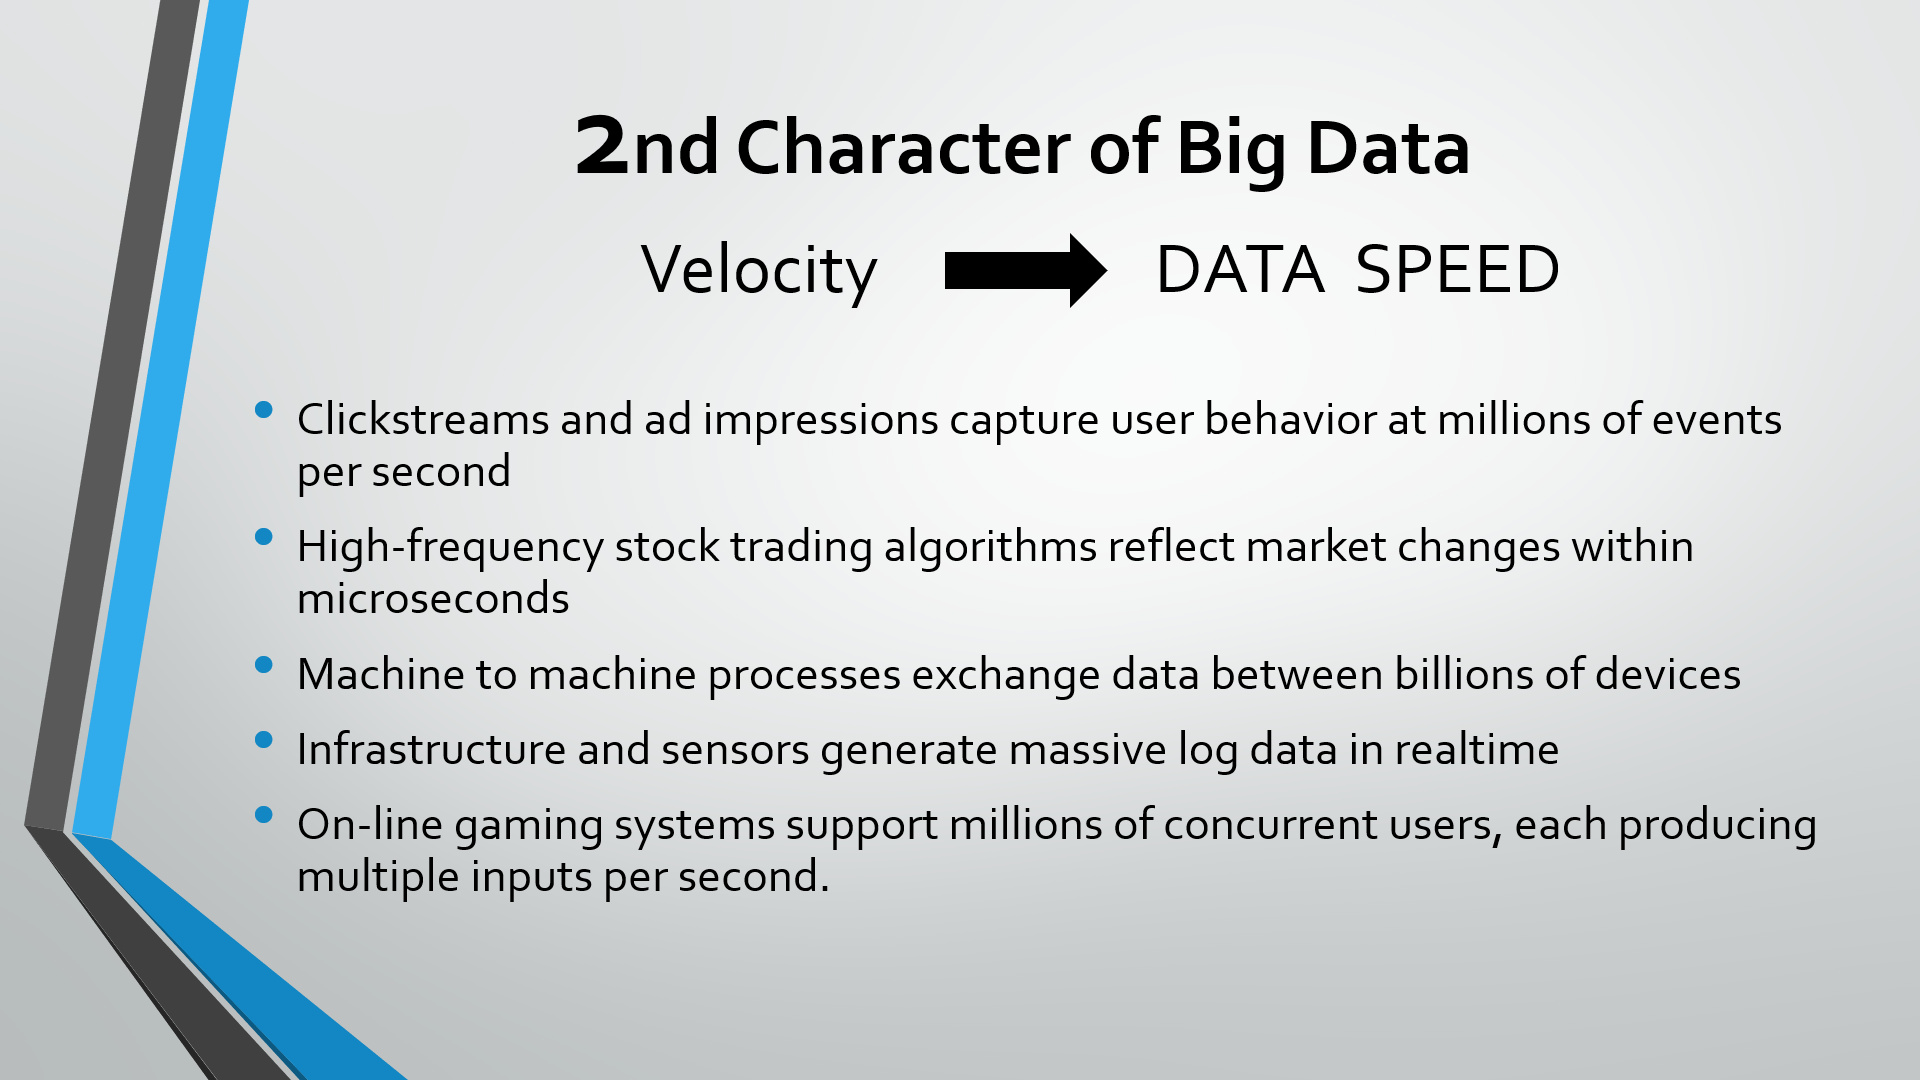 2nd Character of Big Data
Velocity DATA SPEED
• Clickstreams and ad impressions capture user behavior at millions of events
per second
• High-frequency stock trading algorithms reflect market changes within
microseconds
• Machine to machine processes exchange data between billions of devices
• Infrastructure and sensors generate massive log data in realtime
• On-line gaming systems support millions of concurrent users, each producing
multiple inputs per second.